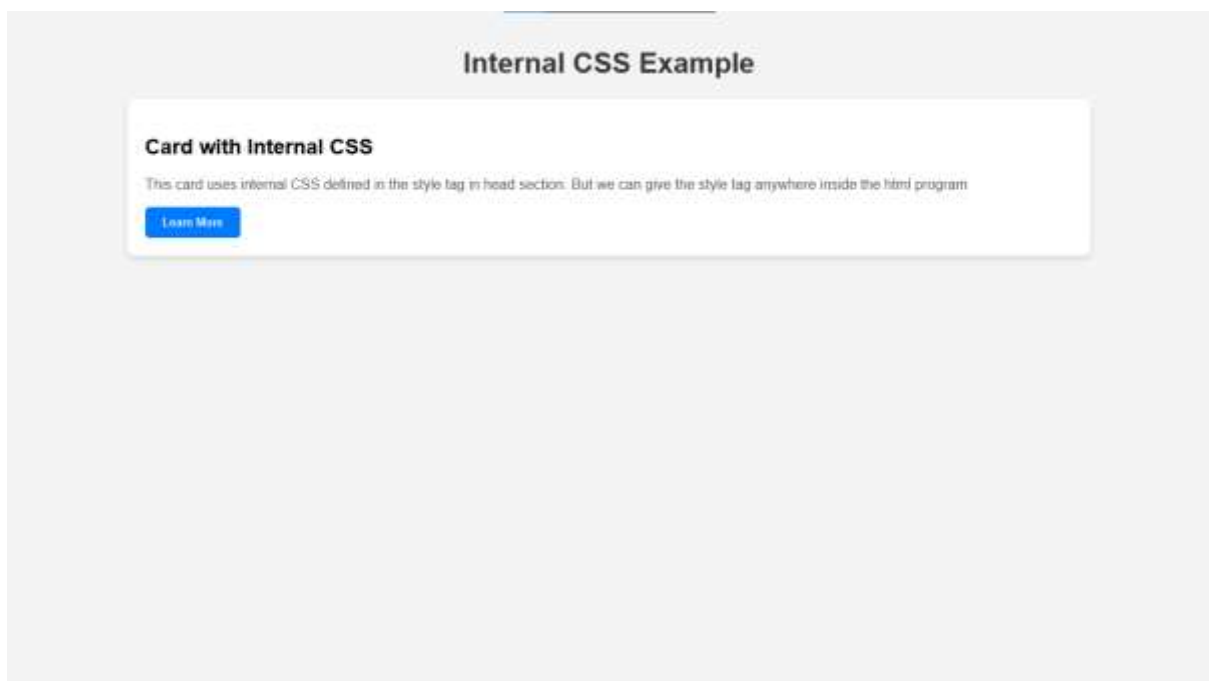 Internal CSS Example
Card with Internal CSS
This card uses internal CSS defined in the style tag in head section. But we can give the style tag anywhere inside the html program
Learn More